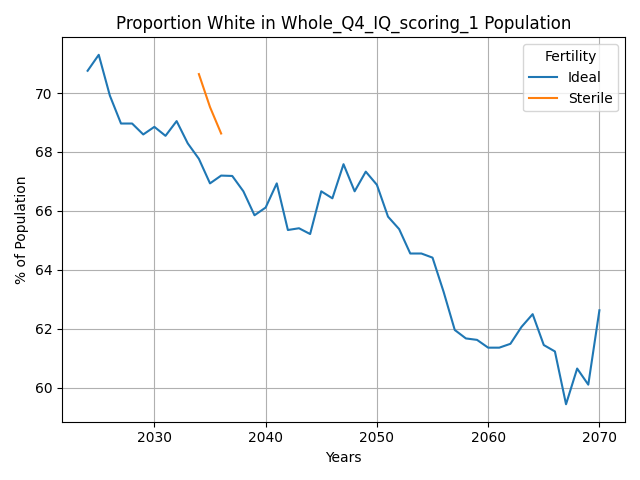 Proportion White in Whole_Q4_IQ_scoring_1 Population
Fertility
Ideal
Sterile
% of Population
70
68
66
64
62
60
2030
2040
2050
2060
2070
Years